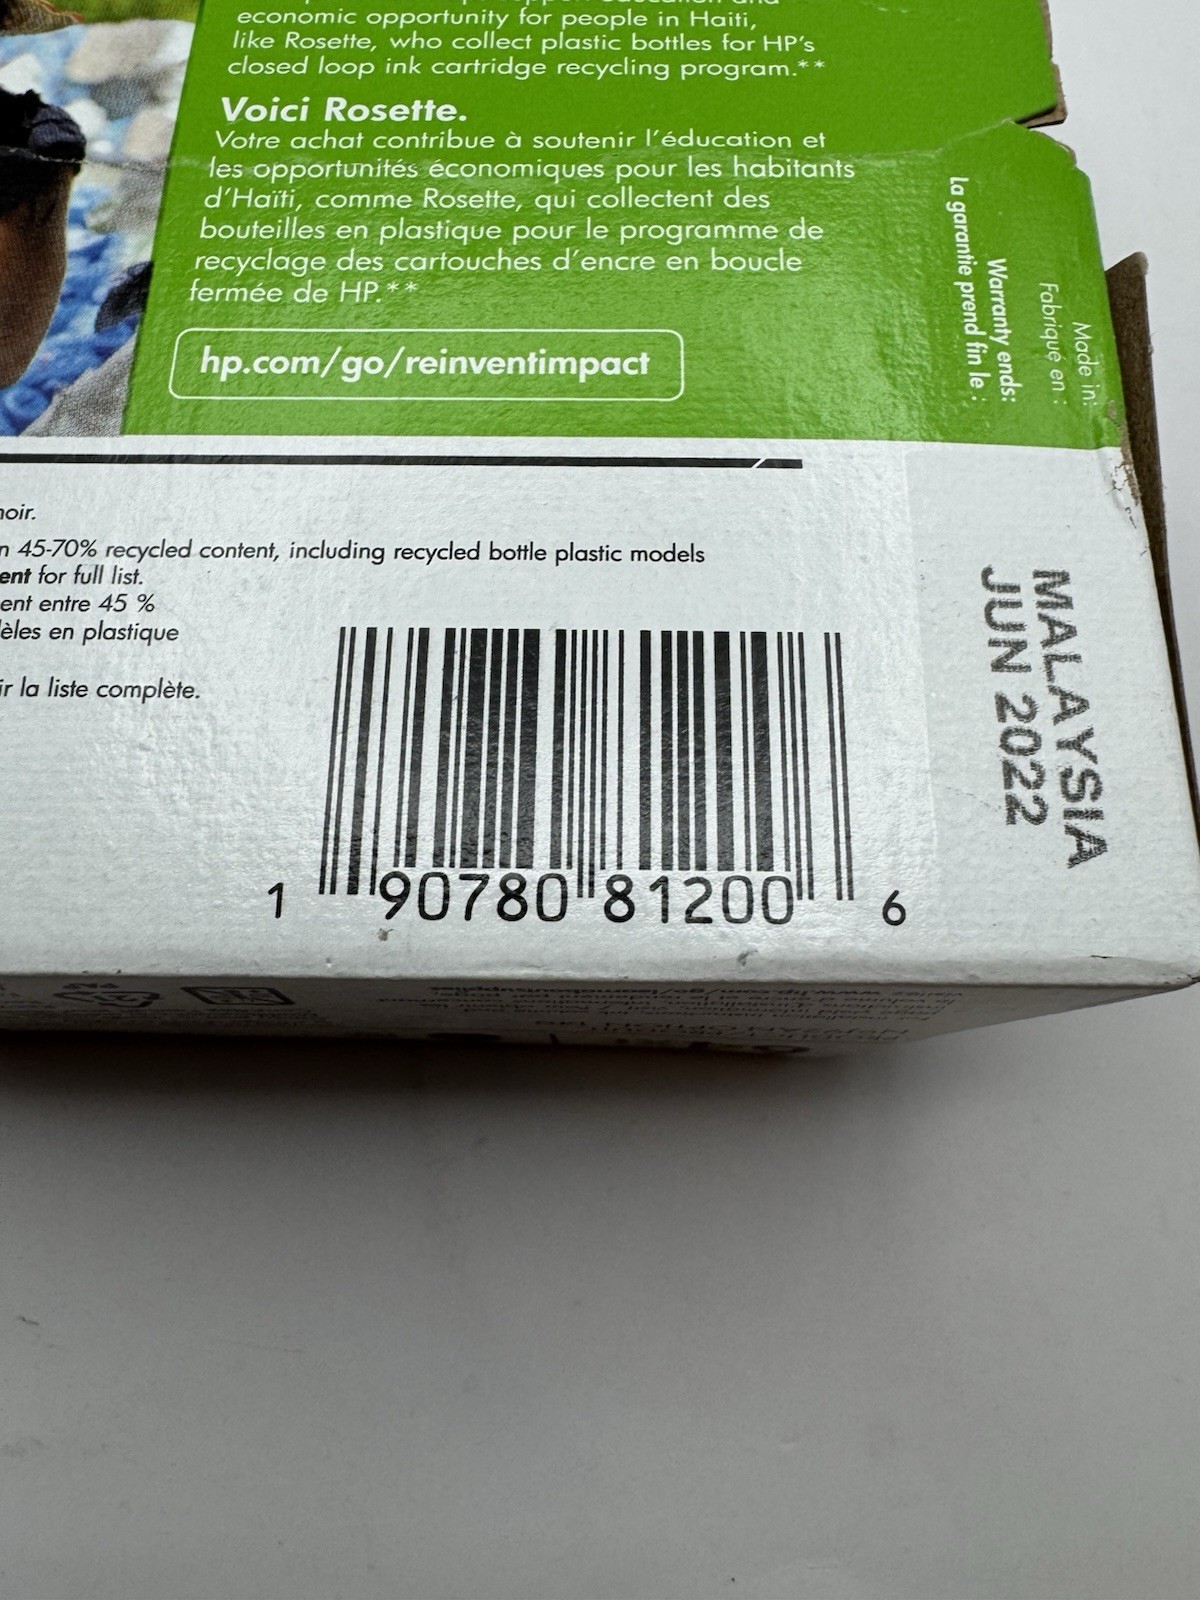 economic opportunity for people in Haiti,
like Rosette, who collect plastic bottles for HP's
closed loop ink cartridge recycling program.**
Voici Rosette.
Votre achat contribue à soutenir l'éducation et
les opportunités économiques pour les habitants
d'Haïti, comme Rosette, qui collectent des
bouteilles en plastique pour le programme de
recyclage des cartouches d'encre en boucle
fermée de HP.**
hp.com/go/reinventimpact
Made in:
Fabriqué en :
Warranty ends:
La garantie prend fin le :
MALAYSIA
JUN 2022
noir.
45-70% recycled content, including recycled bottle plastic models
for full list.
entre 45 %
en plastique
la liste complète.
1 90780 81200 6